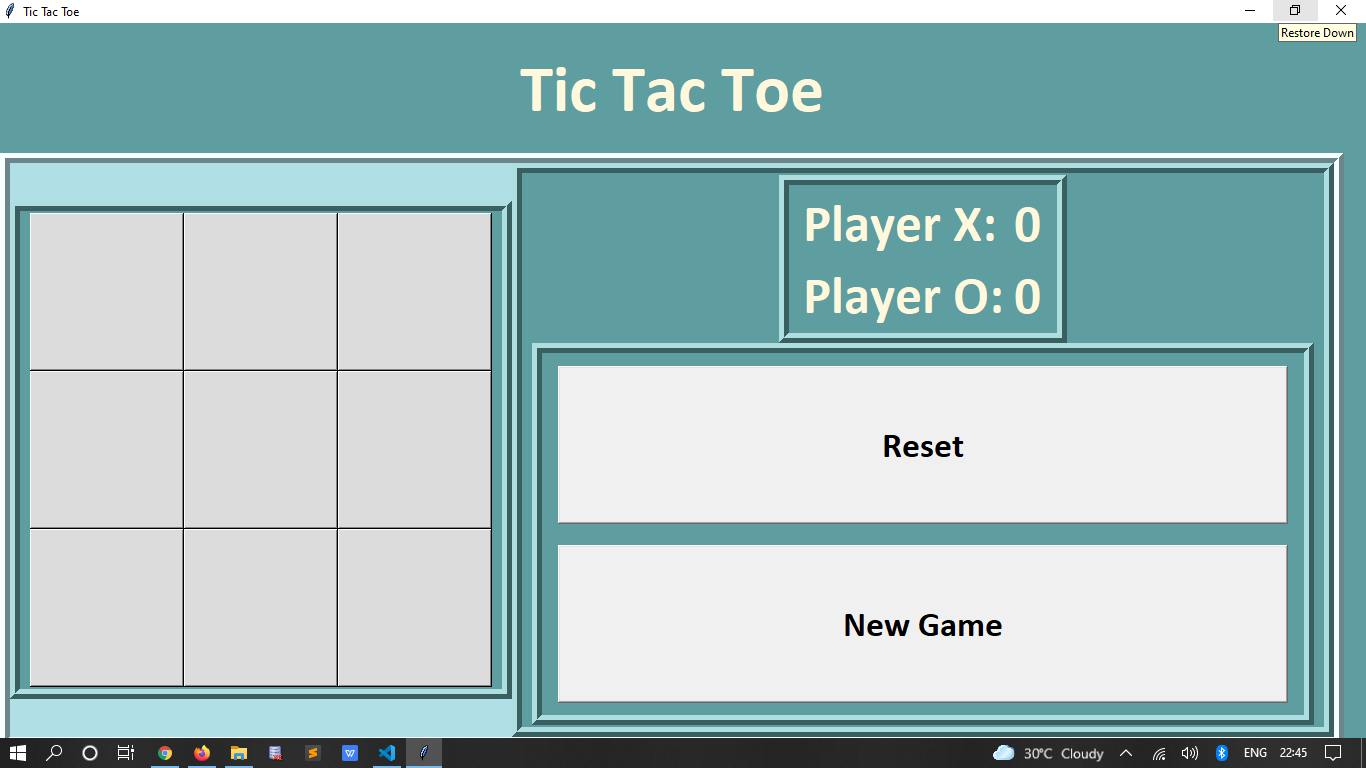 Tic Tac Toe
Restore Down
Tic Tac Toe
Player X: 0
Player O: 0
Reset
New Game
30°C Cloudy
ENG
22:45